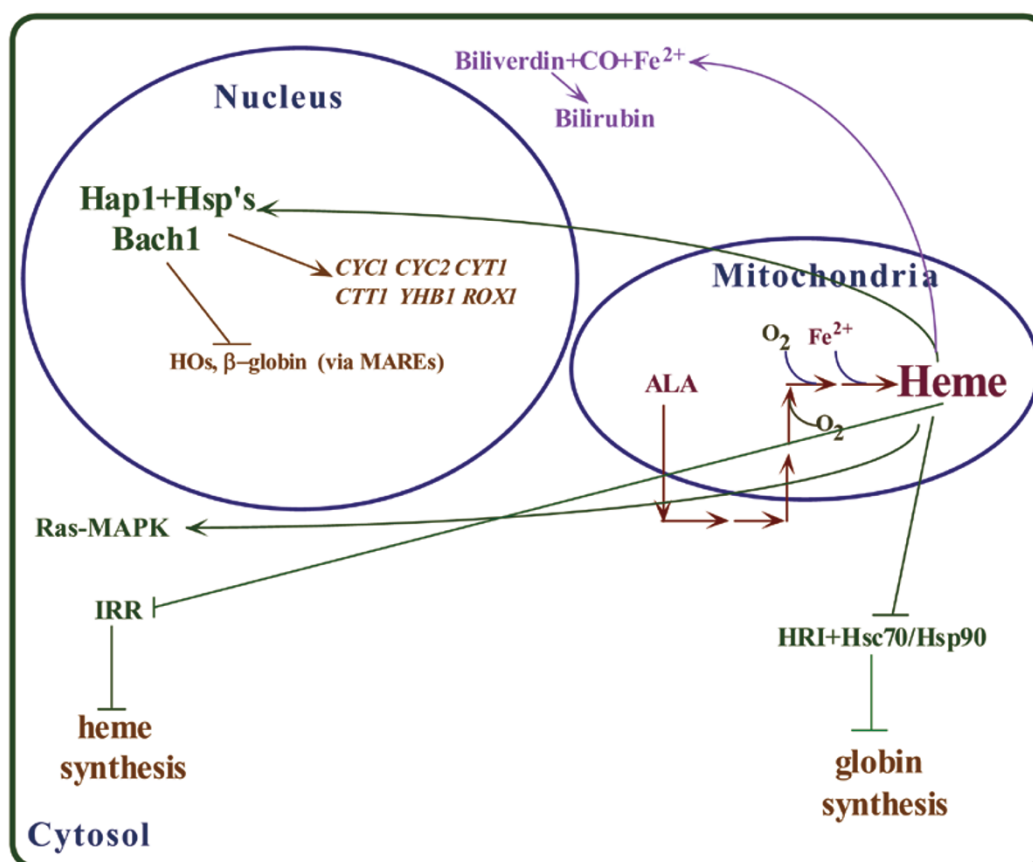 Biliverdin+CO+Fe²⁺
Bilirubin
Nucleus
Hap1+Hsp's
Bach1
CYC1 CYC2 CYT1
CTT1 YHB1 ROX1
HOs, β–globin (via MAREs)
Mitochondria
O₂ Fe²⁺
ALA
Heme
O₂
Ras-MAPK
IRR
HRI+Hsc70/Hsp90
heme
synthesis
globin
synthesis
Cytosol